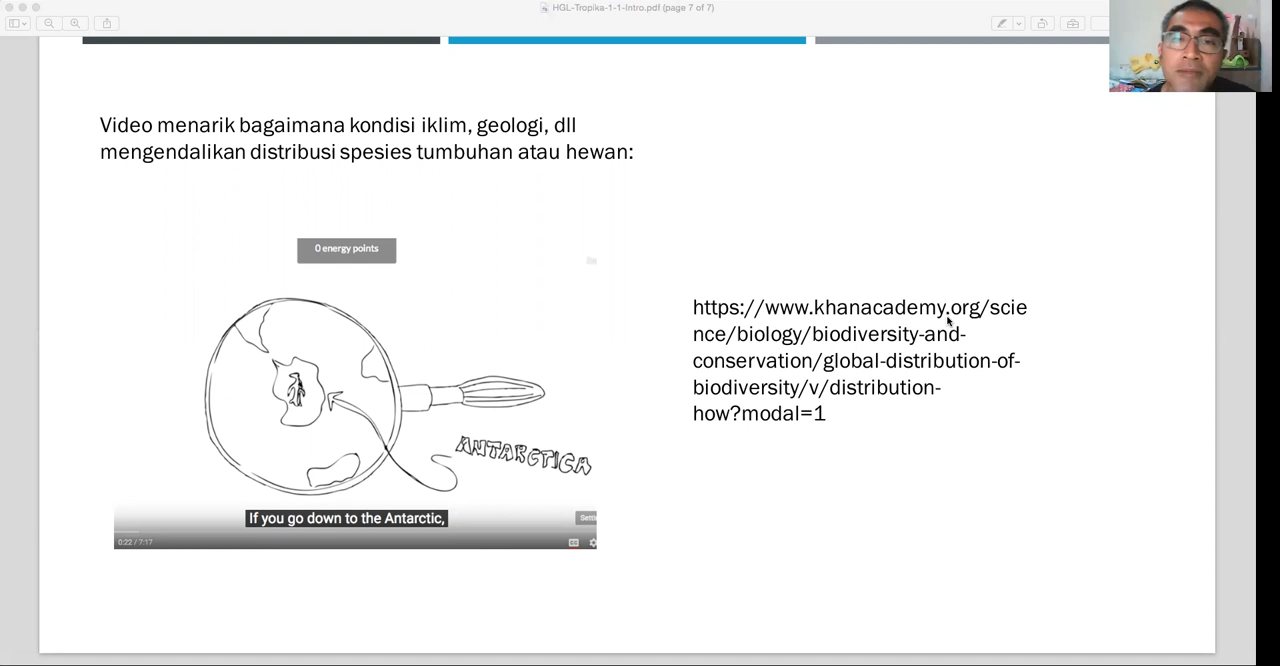 HGL-Tropika-1-1-Intro.pdf (page 7 of 7)
Video menarik bagaimana kondisi iklim, geologi, dll
mengendalikan distribusi spesies tumbuhan atau hewan:
0 energy points
ANTARCTICA
If you go down to the Antarctic,
Setti
0:22 / 7:17
https://www.khanacademy.org/scie
nce/biology/biodiversity-and-
conservation/global-distribution-of-
biodiversity/v/distribution-
how?modal=1